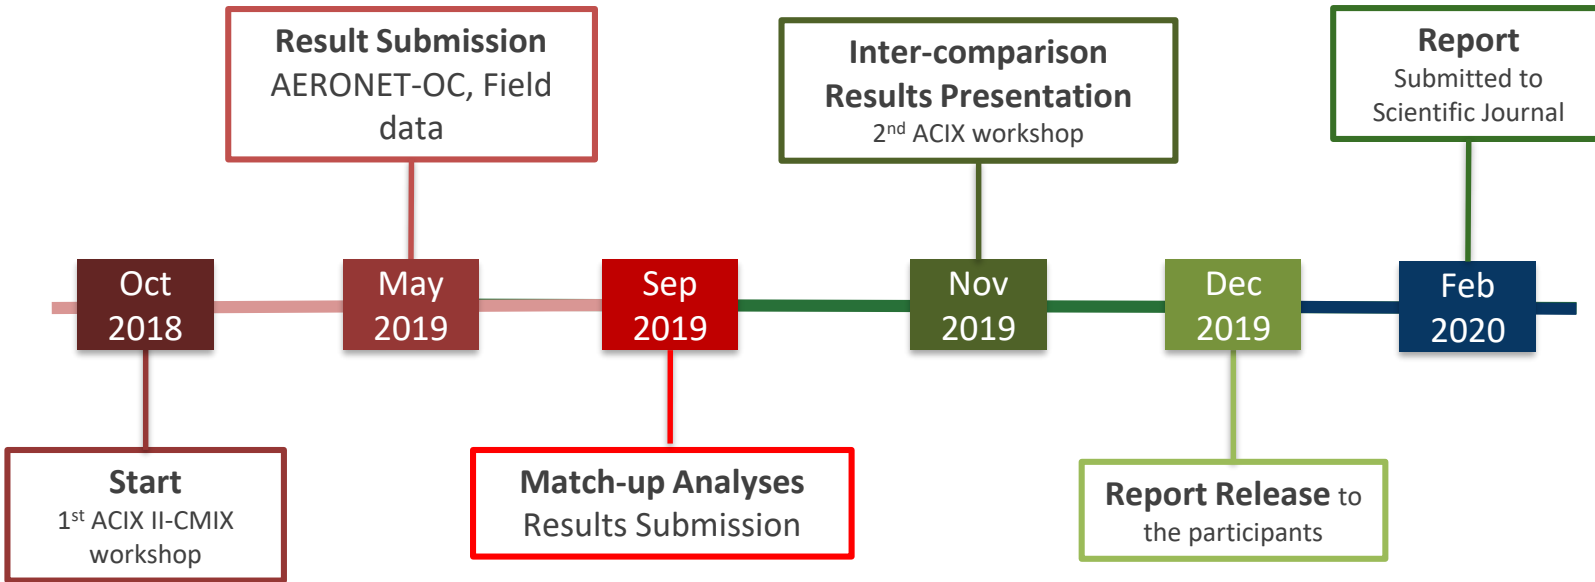 Result Submission
AERONET-OC, Field
data
Inter-comparison
Results Presentation
2nd ACIX workshop
Report
Submitted to
Scientific Journal
Oct
2018
May
2019
Sep
2019
Nov
2019
Dec
2019
Feb
2020
Start
1st ACIX II-CMIX
workshop
Match-up Analyses
Results Submission
Report Release to
the participants